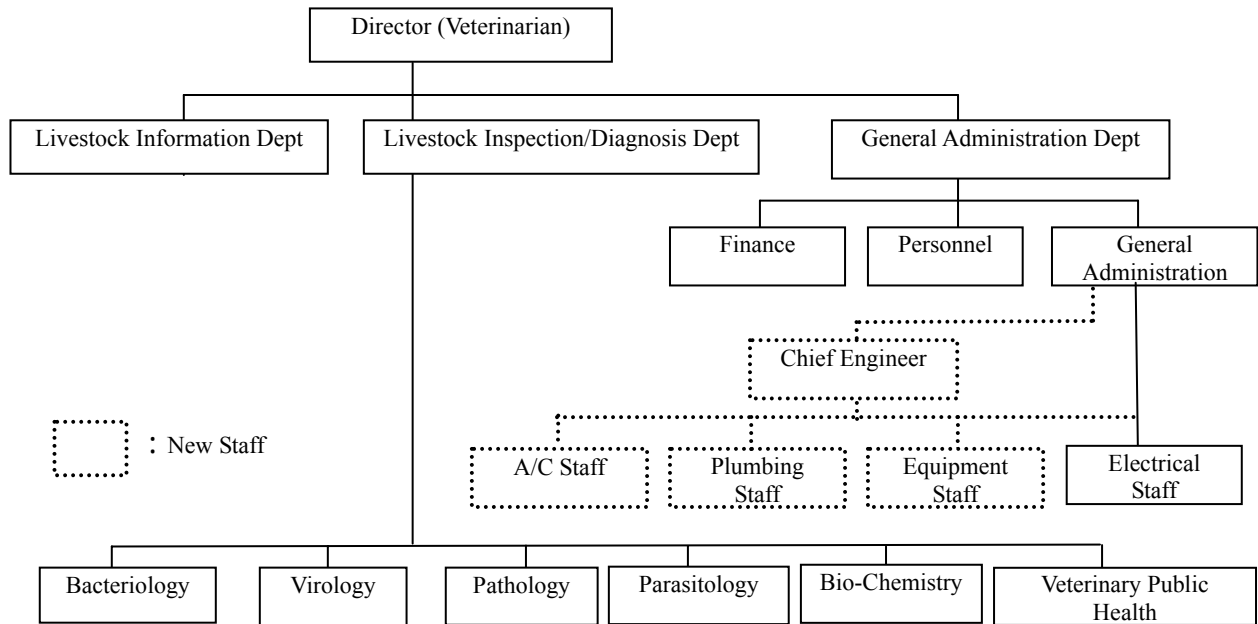 Director (Veterinarian)
Livestock Information Dept
Livestock Inspection/Diagnosis Dept
General Administration Dept
Finance
Personnel
General
Administration
Chief Engineer
: New Staff
A/C Staff
Plumbing
Staff
Equipment
Staff
Electrical
Staff
Bacteriology
Virology
Pathology
Parasitology
Bio-Chemistry
Veterinary Public
Health